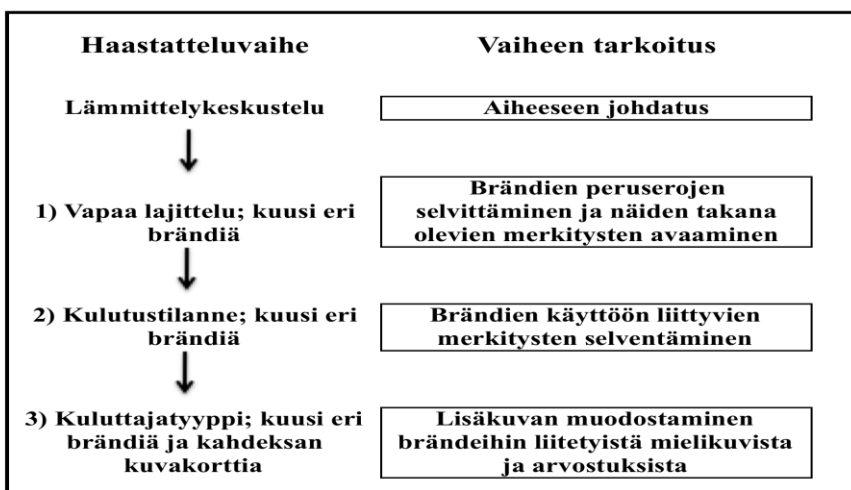 Haastatteluvaihe
Vaiheen tarkoitus
Lämmittelykeskustelu
Aiheeseen johdatus
1) Vapaa lajittelu; kuusi eri
brändiä
Brändien peruserojen
selvittäminen ja näiden takana
olevien merkitysten avaaminen
2) Kulutustilanne; kuusi eri
brändiä
Brändien käyttöön liittyvien
merkitysten selventäminen
3) Kuluttajatyyppi; kuusi eri
brändiä ja kahdeksan
kuvakorttia
Lisäkuvan muodostaminen
brändeihin liitetyistä mielikuvista
ja arvostuksista